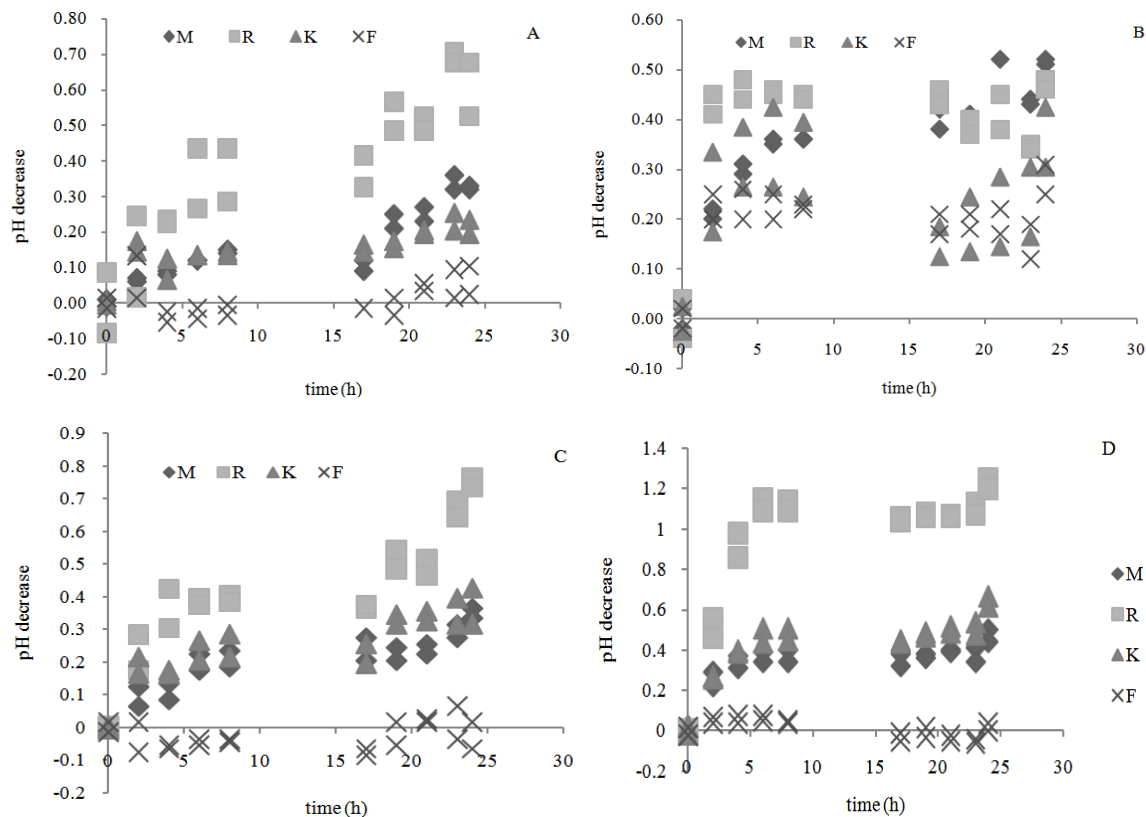 0.80
0.70
0.60
0.50
0.40
0.30
0.20
0.10
0.00
-0.10
-0.20
pH decrease
M R K F
A
0 5 10 15 20 25 30
time (h)
0.60
0.50
0.40
0.30
0.20
0.10
0.00
-0.10
pH decrease
M R K F
B
0 5 10 15 20 25 30
time (h)
0.9
0.8
0.7
0.6
0.5
0.4
0.3
0.2
0.1
0
-0.1
-0.2
pH decrease
M R K F
C
0 5 10 15 20 25 30
time (h)
1.4
1.2
1
0.8
0.6
0.4
0.2
0
-0.2
pH decrease
D
0 5 10 15 20 25 30
time (h)
M
R
K
F